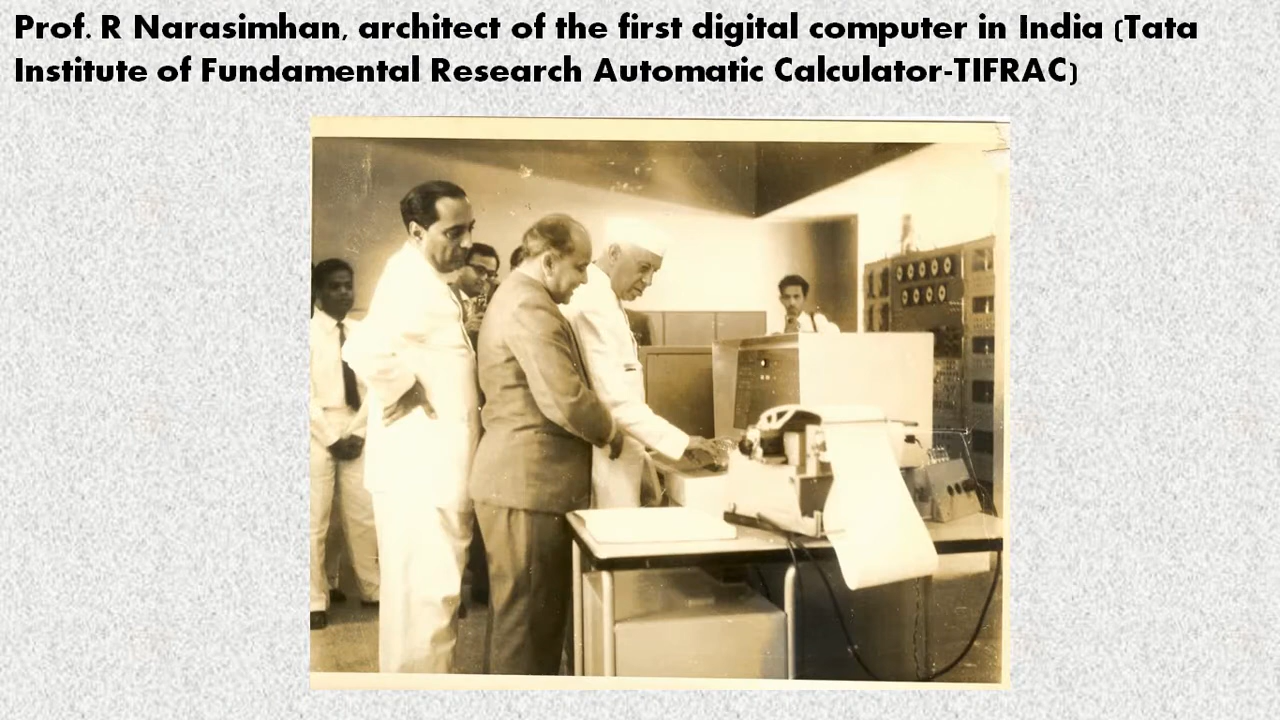 Prof. R Narasimhan, architect of the first digital computer in India (Tata
Institute of Fundamental Research Automatic Calculator-TIFRAC)